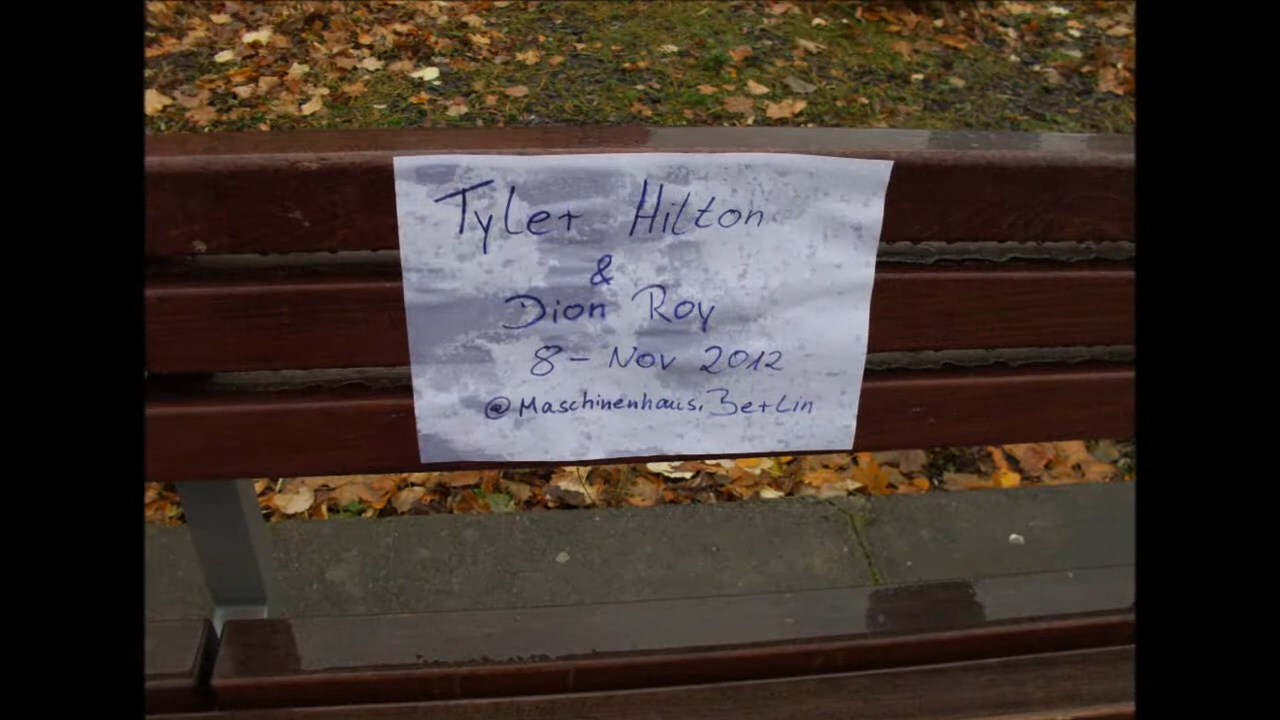 Tyler Hilton
&
Dion Roy
8 - Nov 2012
@ Maschinenhaus, Berlin